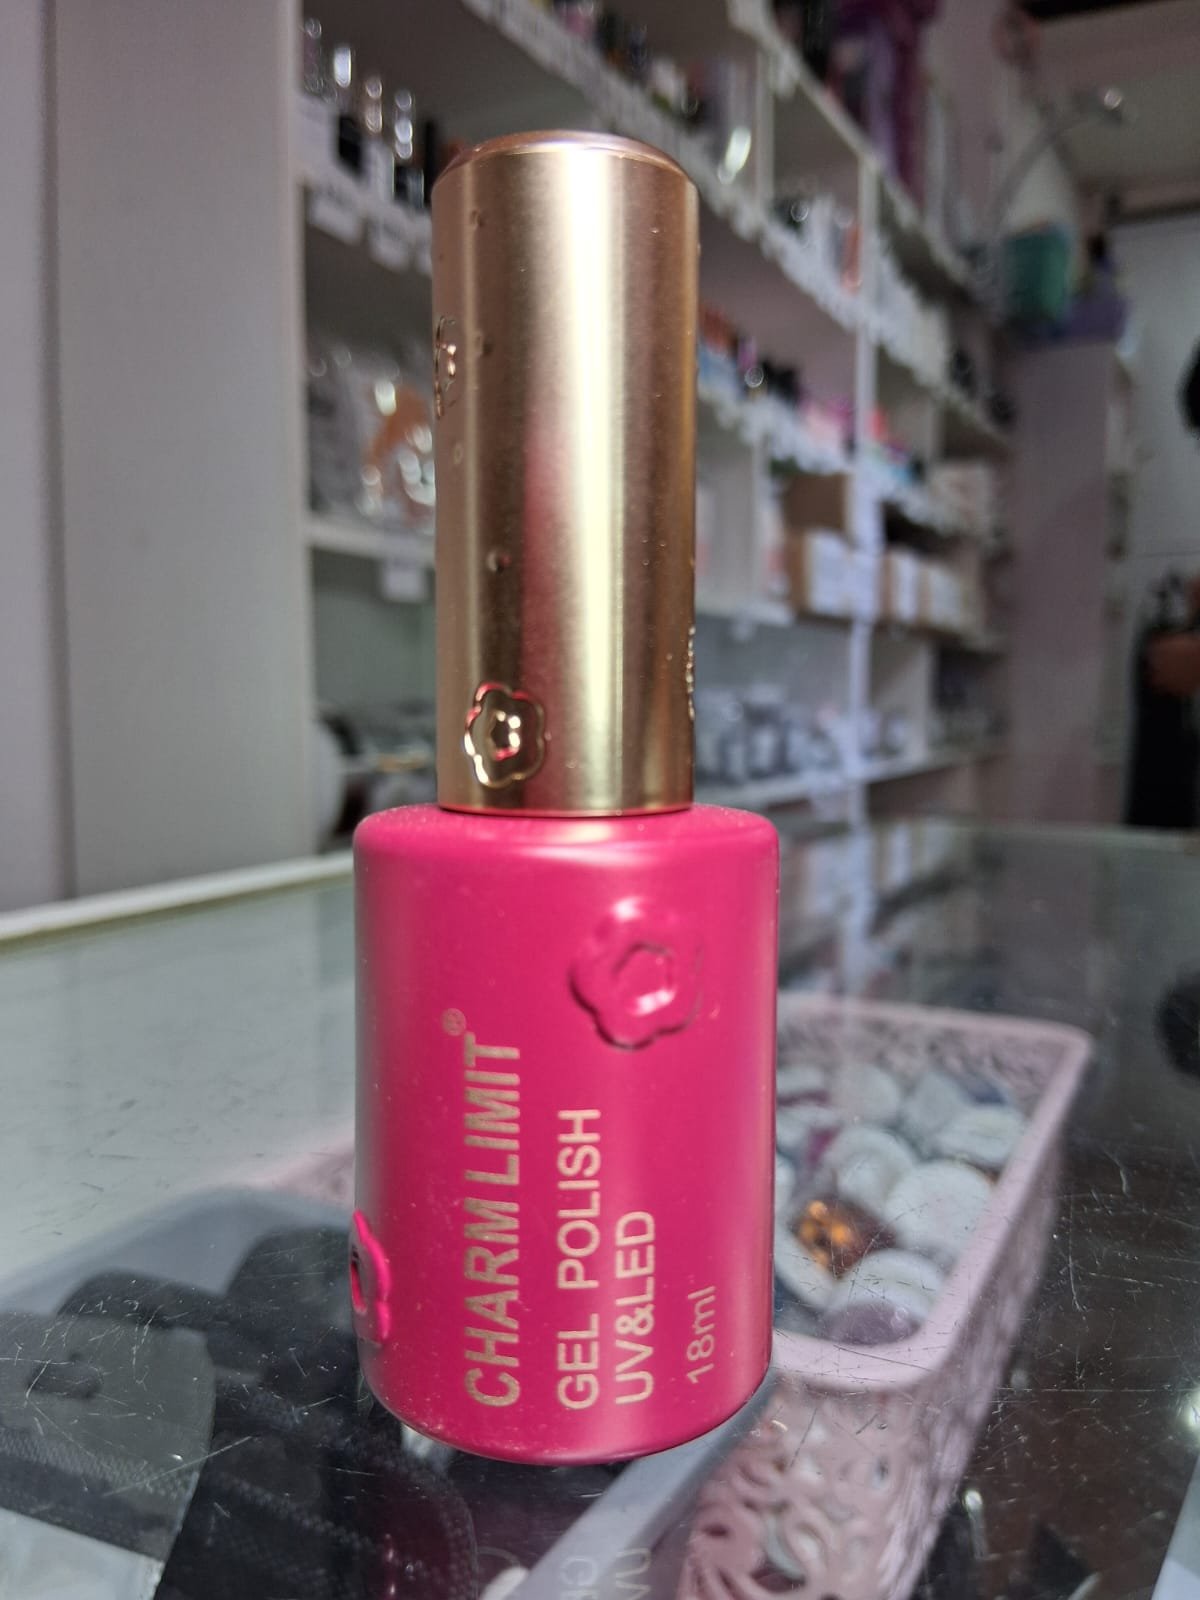 CHARM LIMIT®
GEL POLISH
UV&LED
18ml